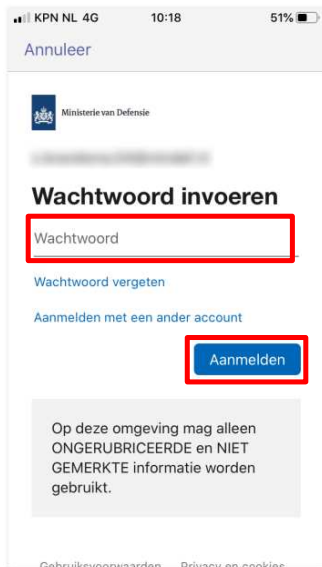 KPN NL 4G 10:18 51%
Annuleer
Ministerie van Defensie
Wachtwoord invoeren
Wachtwoord
Wachtwoord vergeten
Aanmelden met een ander account
Aanmelden
Op deze omgeving mag alleen
ONGERUBRICEERDE en NIET
GEMERKTE informatie worden
gebruikt.
Gebruiksvoorwaarden Privacy en cookies